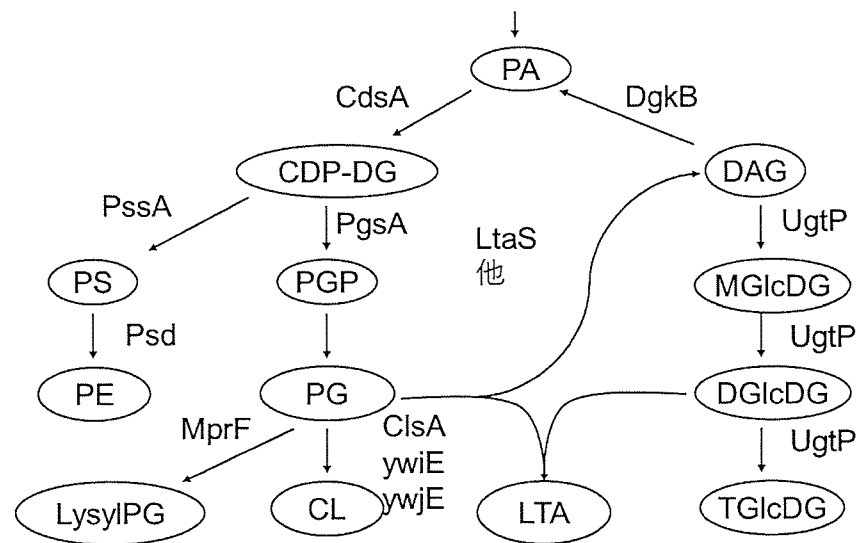 PA
CdsA
DgkB
CDP-DG
DAG
PssA
PgsA
LtaS
他
UgtP
PS
PGP
MGlcDG
Psd
UgtP
PE
PG
DGlcDG
MprF
ClsA
ywiE
ywjE
UgtP
LysylPG
CL
LTA
TGlcDG